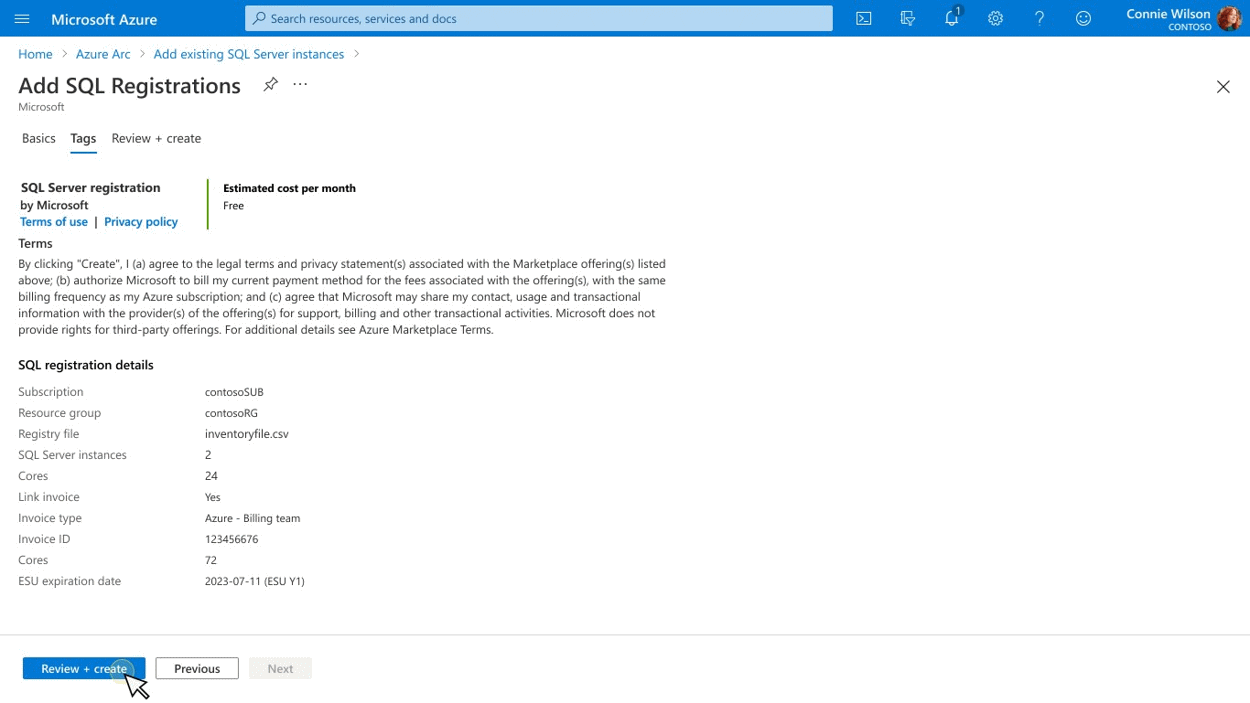 Microsoft Azure
Search resources, services and docs
1
Connie Wilson
CONTOSO
Home > Azure Arc > Add existing SQL Server instances >
Add SQL Registrations
Microsoft
Basics Tags Review + create
SQL Server registration
by Microsoft
Terms of use | Privacy policy
Estimated cost per month
Free
Terms
By clicking "Create", I (a) agree to the legal terms and privacy statement(s) associated with the Marketplace offering(s) listed
above; (b) authorize Microsoft to bill my current payment method for the fees associated with the offering(s), with the same
billing frequency as my Azure subscription; and (c) agree that Microsoft may share my contact, usage and transactional
information with the provider(s) of the offering(s) for support, billing and other transactional activities. Microsoft does not
provide rights for third-party offerings. For additional details see Azure Marketplace Terms.
SQL registration details
Subscription contosoSUB
Resource group contosoRG
Registry file inventoryfile.csv
SQL Server instances 2
Cores 24
Link invoice Yes
Invoice type Azure - Billing team
Invoice ID 123456676
Cores 72
ESU expiration date 2023-07-11 (ESU Y1)
Review + create Previous Next